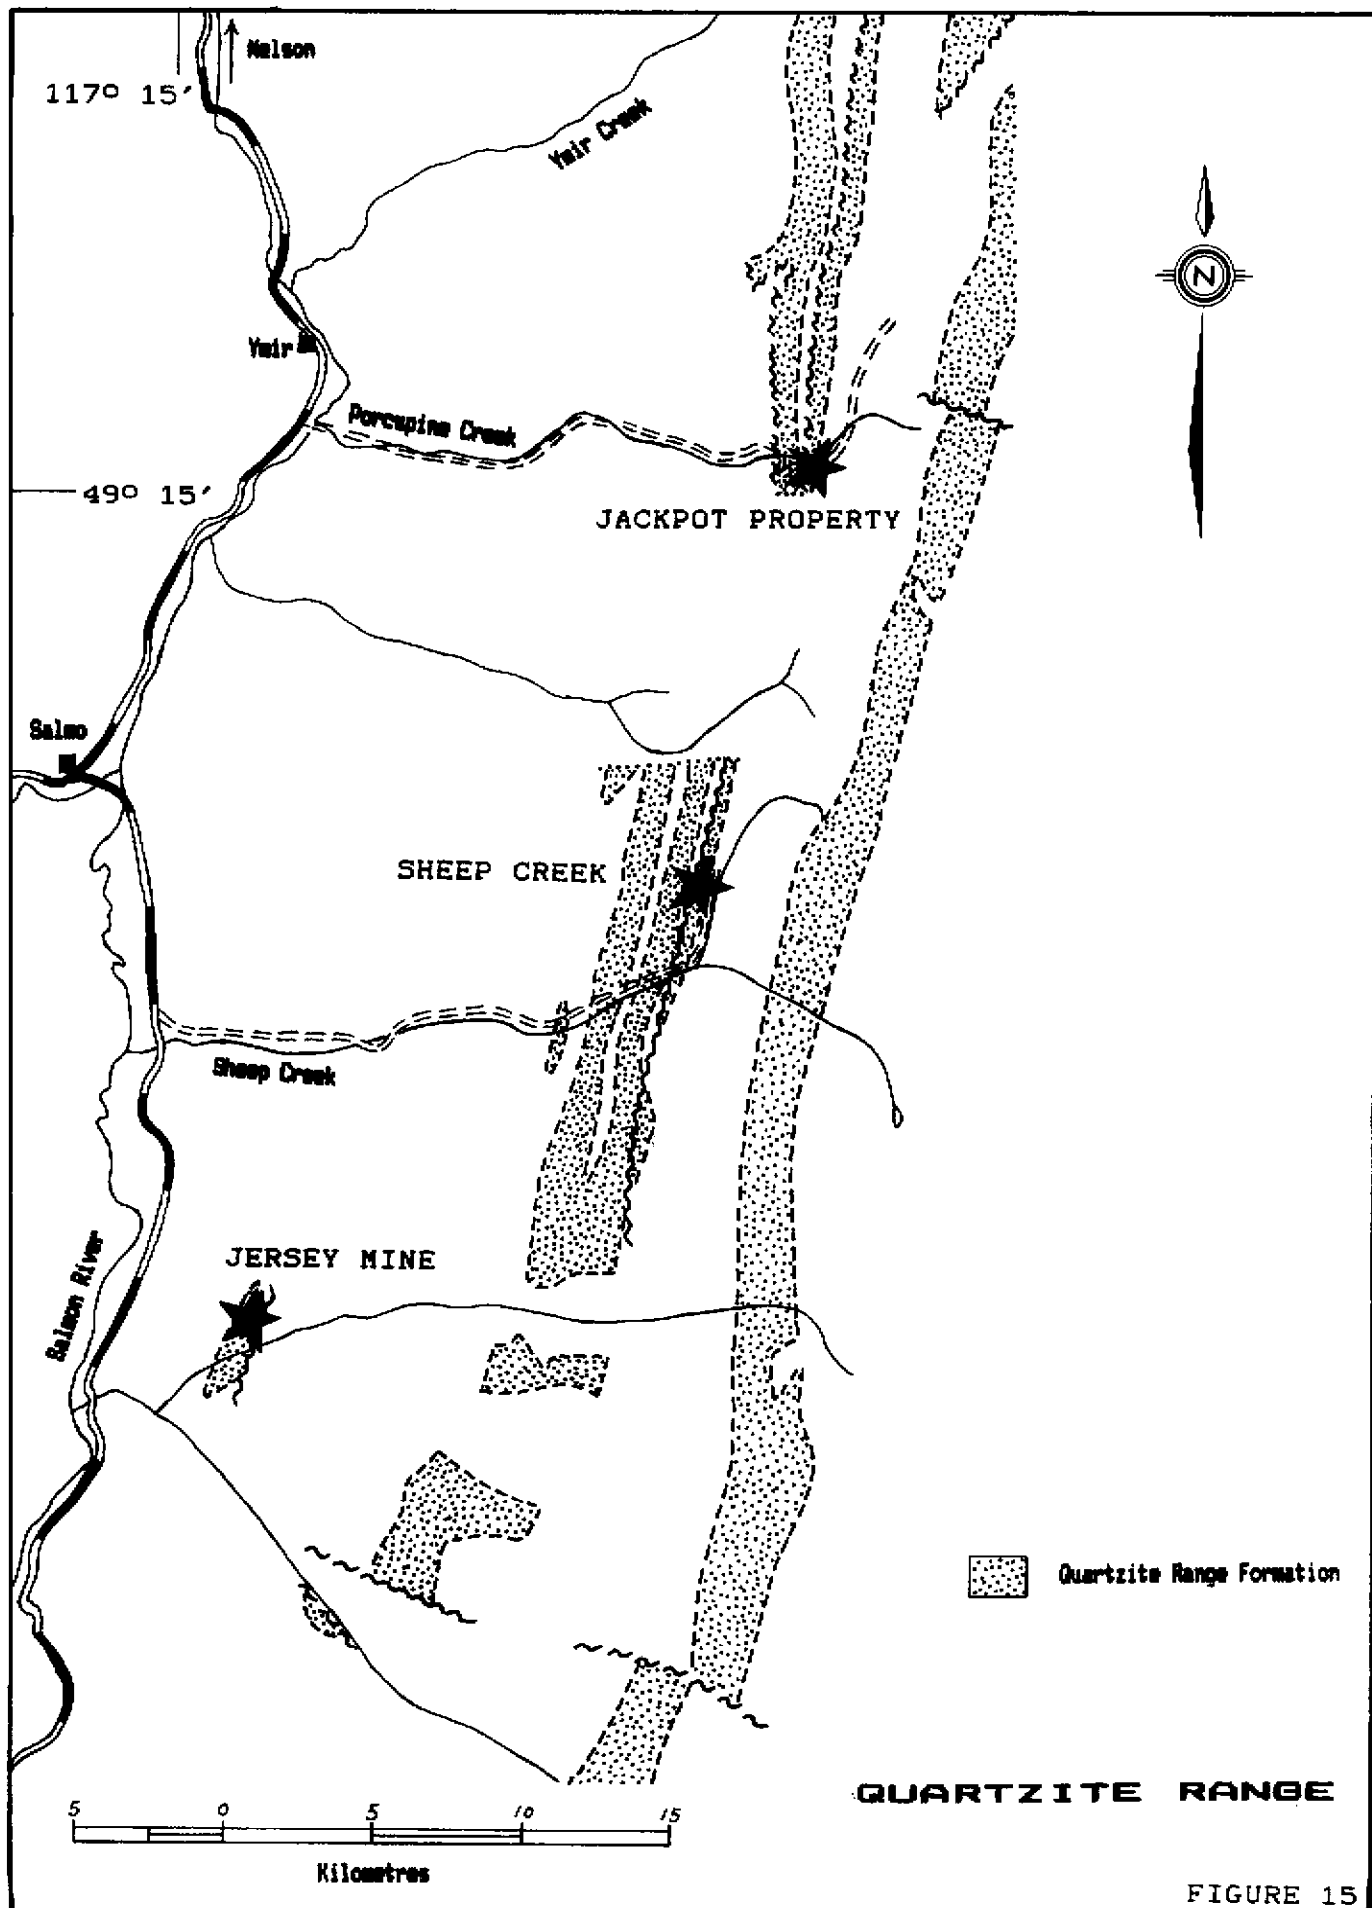 Nelson
117° 15′
Ymir Creek
N
Ymir
Porcupine Creek
49° 15′
JACKPOT PROPERTY
Salmo
SHEEP CREEK
Sheep Creek
Salmon River
JERSEY MINE
Quartzite Range Formation
QUARTZITE RANGE
5 0 5 10 15
Kilometres
FIGURE 15